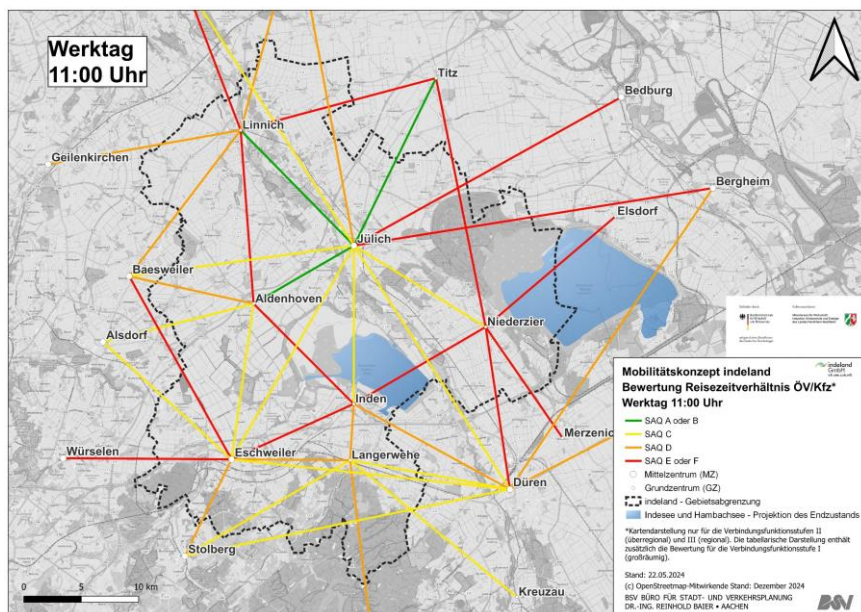 Werktag
11:00 Uhr
Titz
Bedburg
Linnich
Geilenkirchen
Bergheim
Elsdorf
Jülich
Baesweiler
Aldenhoven
Alsdorf
Niederzier
Inden
Merzenich
Würselen
Eschweiler
Langerwehe
Düren
Stolberg
Kreuzau
0 5 10 km
indeland
GmbH
Mobilitätskonzept indeland
Bewertung Reisezeitverhältnis ÖV/Kfz*
Werktag 11:00 Uhr
SAQ A oder B
SAQ C
SAQ D
SAQ E oder F
Mittelzentrum (MZ)
Grundzentrum (GZ)
indeland - Gebietsabgrenzung
Indesee und Hambachsee - Projektion des Endzustands
*Kartendarstellung nur für die Verbindungsfunktionsstufen II
(überregional) und III (regional). Die tabellarische Darstellung enthält
zusätzlich die Bewertung für die Verbindungsfunktionsstufe I
(großräumig).
Stand: 22.05.2024
(c) OpenStreetmap-Mitwirkende Stand: Dezember 2024
BSV BÜRO FÜR STADT- UND VERKEHRSPLANUNG
DR.-ING. REINHOLD BAIER • AACHEN
BSV